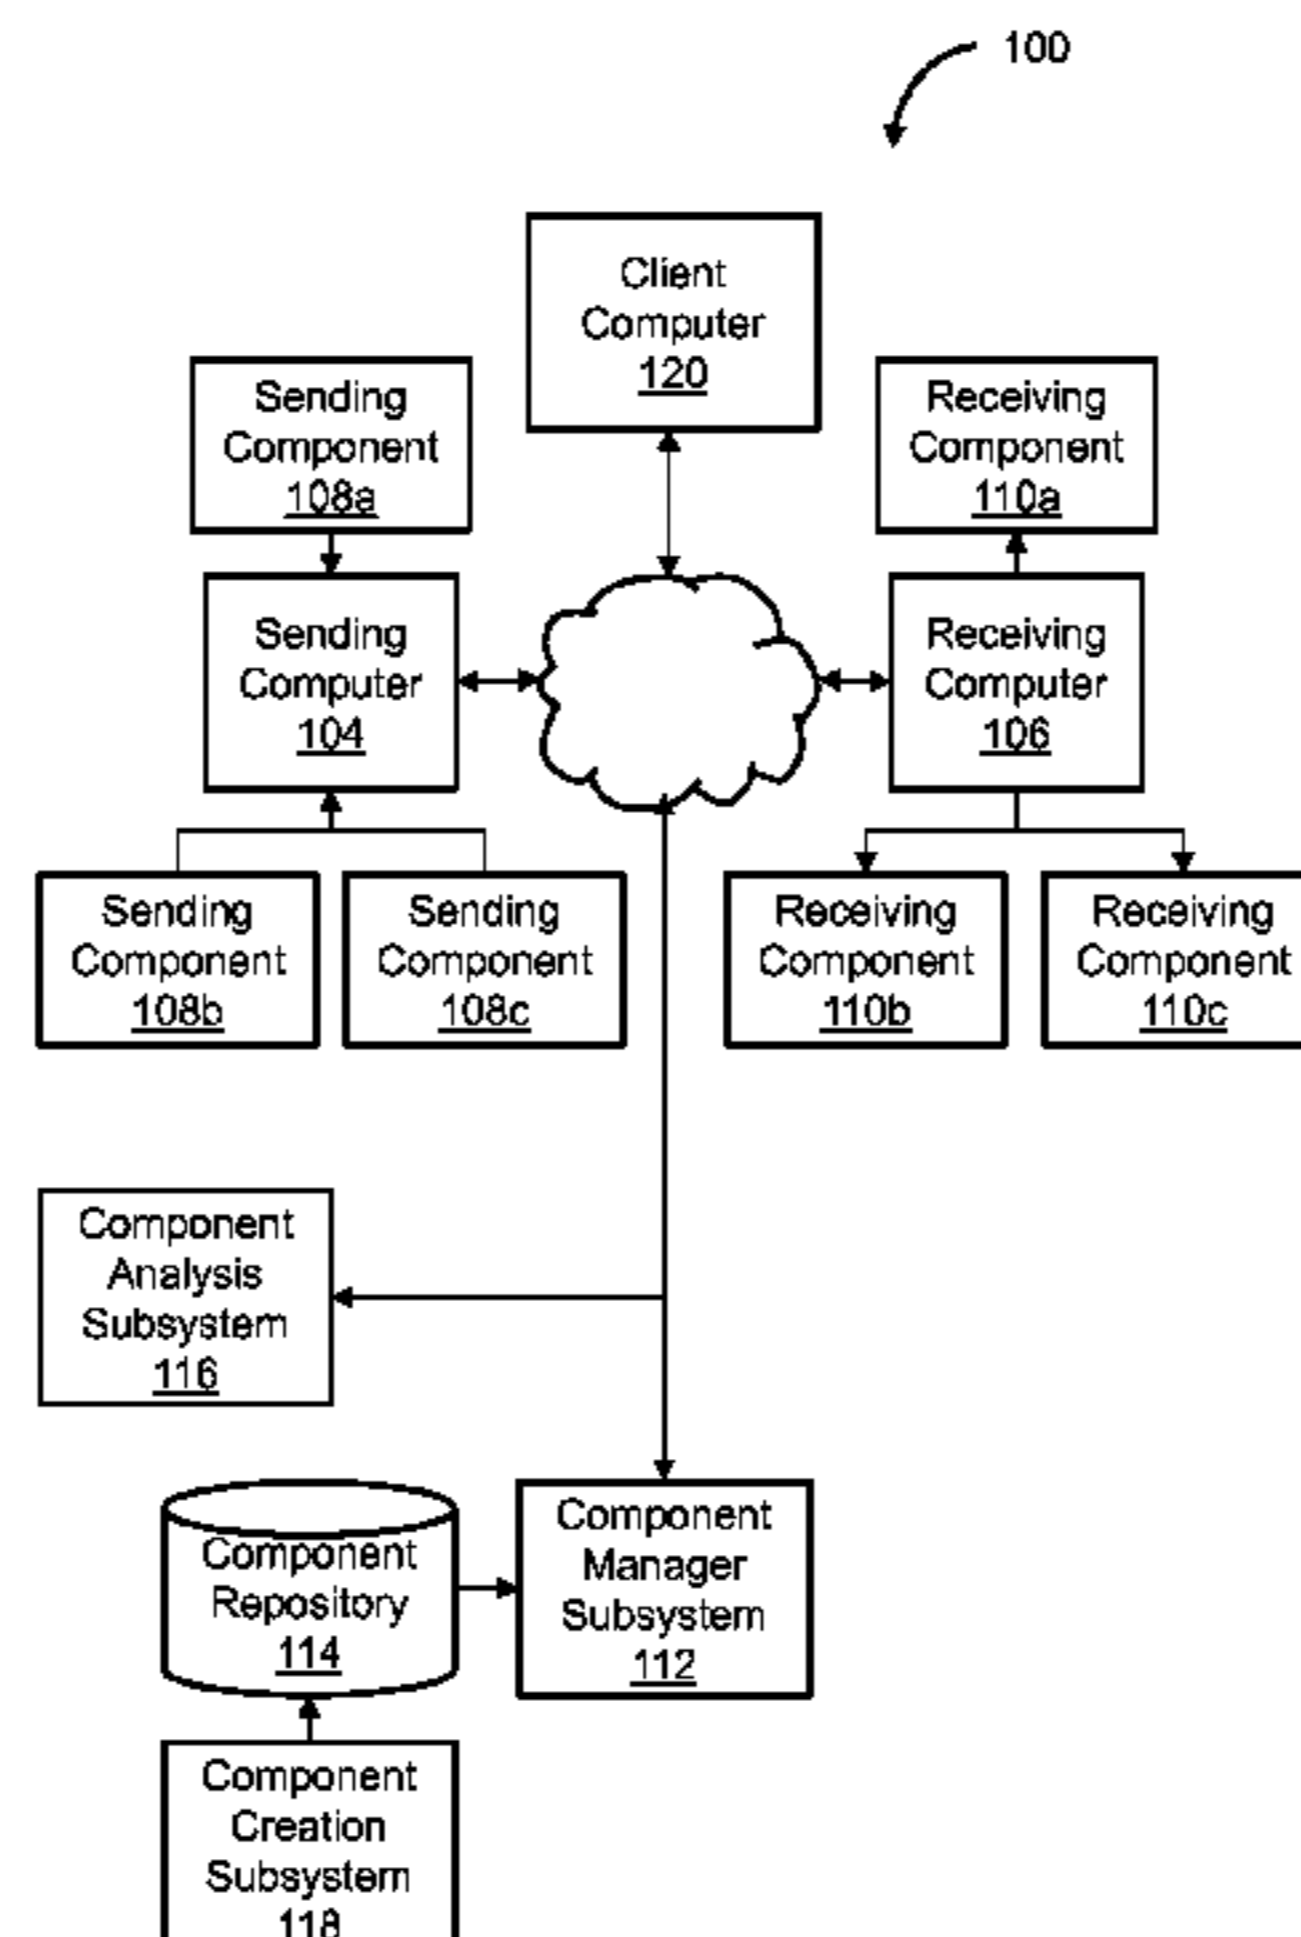 100
Client
Computer
120
Sending
Component
108a
Receiving
Component
110a
Sending
Computer
104
Receiving
Computer
106
Sending
Component
108b
Sending
Component
108c
Receiving
Component
110b
Receiving
Component
110c
Component
Analysis
Subsystem
116
Component
Repository
114
Component
Manager
Subsystem
112
Component
Creation
Subsystem
118